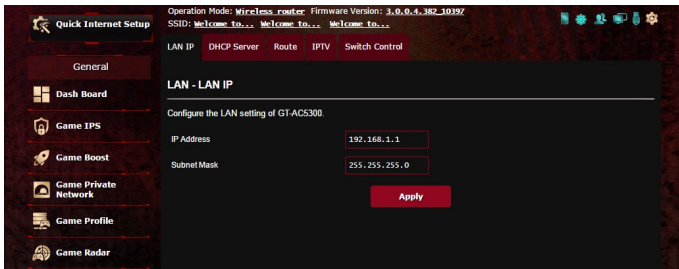 Quick Internet Setup
Operation Mode: Wireless router Firmware Version: 3.0.0.4.382_10397
SSID: Welcome to... Welcome to... Welcome to...
LAN IP DHCP Server Route IPTV Switch Control
General
Dash Board
Game IPS
Game Boost
Game Private
Network
Game Profile
Game Radar
LAN - LAN IP
Configure the LAN setting of GT-AC5300.
IP Address 192.168.1.1
Subnet Mask 255.255.255.0
Apply